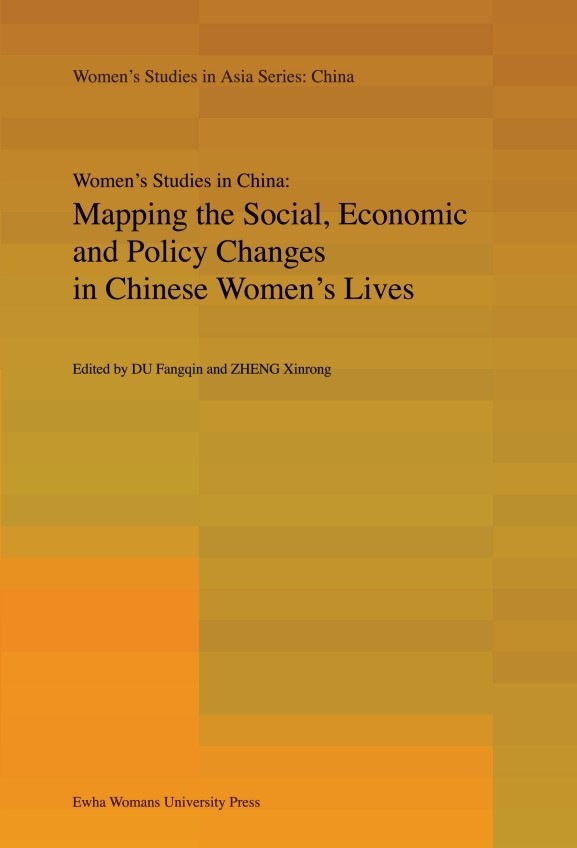 Women’s Studies in Asia Series: China
Women’s Studies in China:
Mapping the Social, Economic
and Policy Changes
in Chinese Women’s Lives
Edited by DU Fangqin and ZHENG Xinrong
Ewha Womans University Press